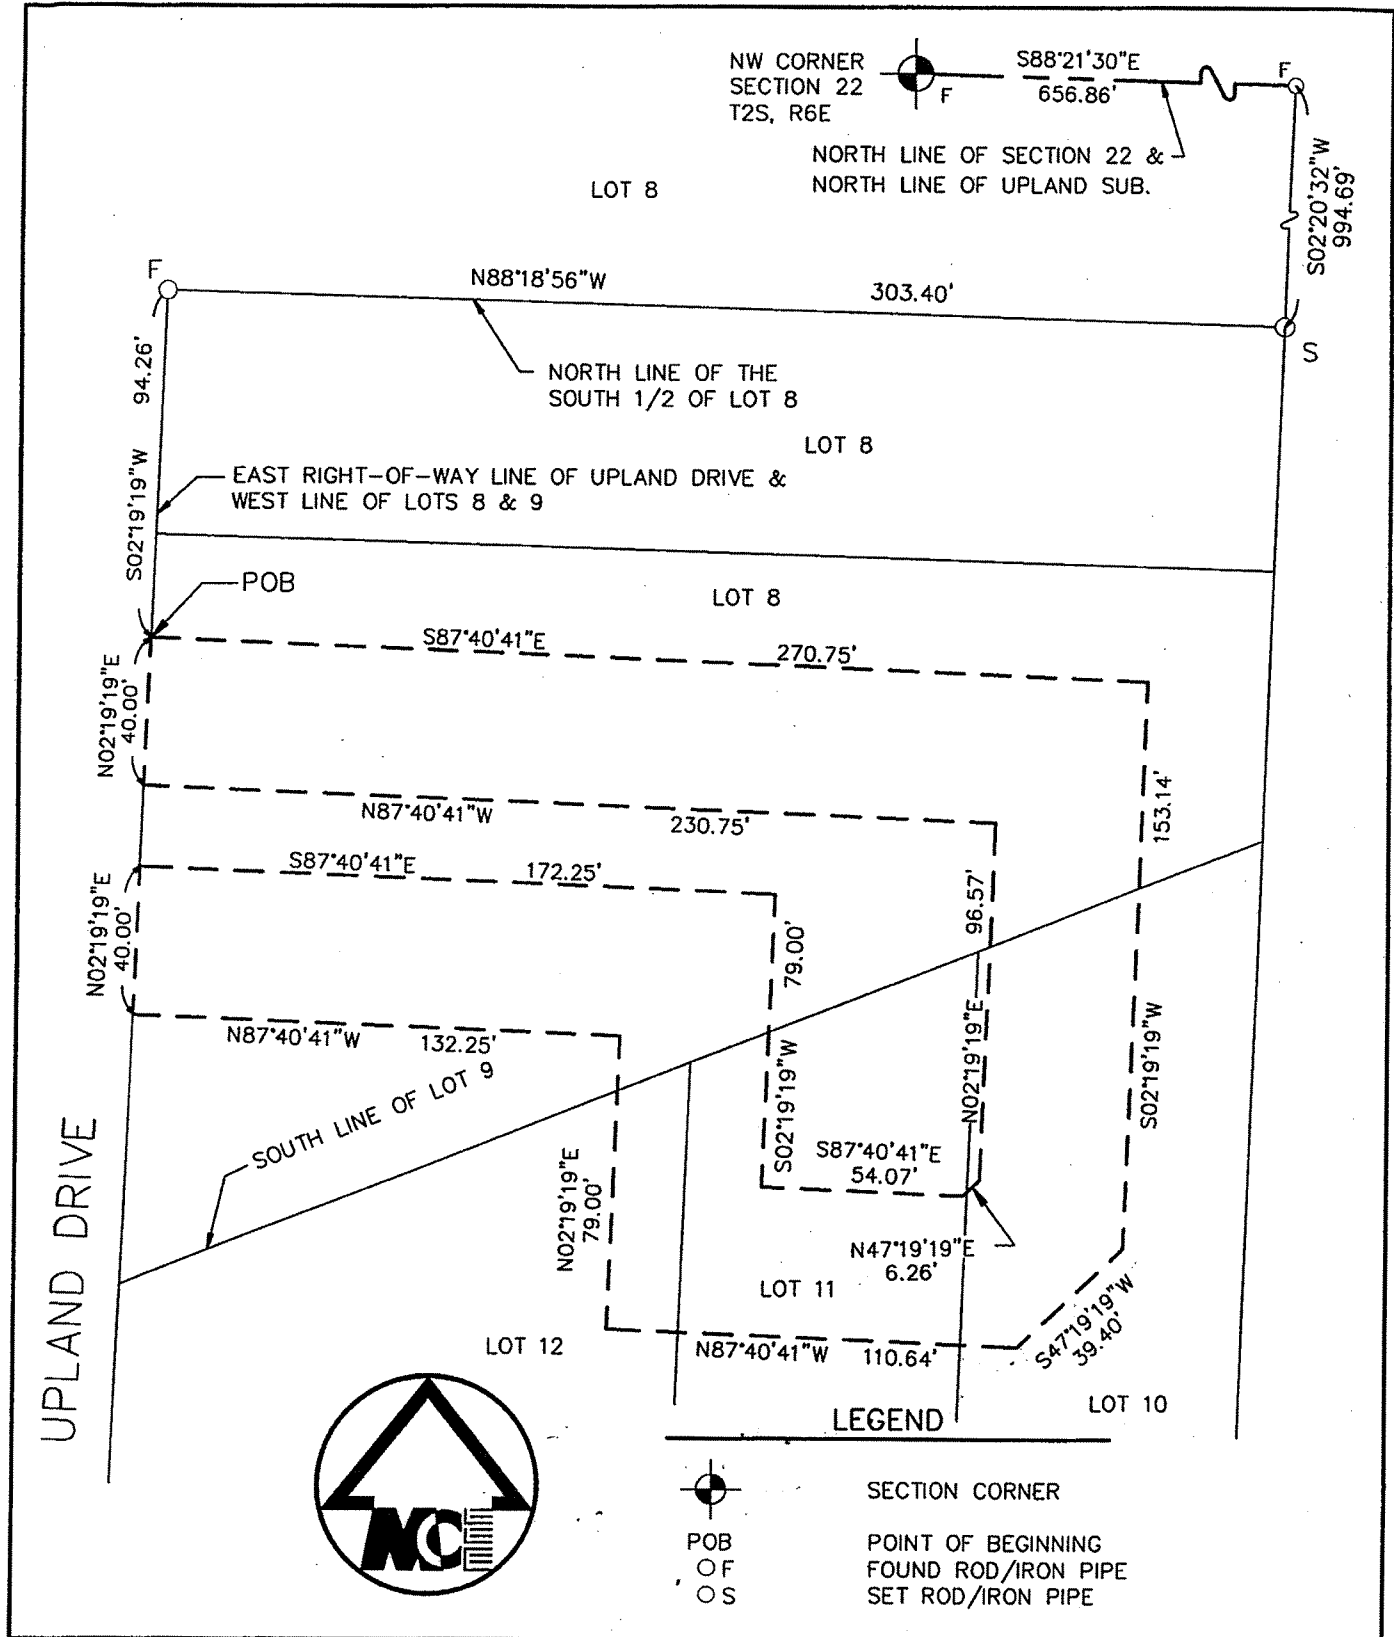 NW CORNER
SECTION 22
T2S, R6E
F
S88°21'30"E
656.86'
F
NORTH LINE OF SECTION 22 &
NORTH LINE OF UPLAND SUB.
S02°20'32"W
994.69'
LOT 8
F
N88°18'56"W
303.40'
S
94.26'
S02°19'19"W
NORTH LINE OF THE
SOUTH 1/2 OF LOT 8
LOT 8
EAST RIGHT-OF-WAY LINE OF UPLAND DRIVE &
WEST LINE OF LOTS 8 & 9
POB
LOT 8
S87°40'41"E
270.75'
N02°19'19"E
40.00'
N87°40'41"W
230.75'
153.14'
S02°19'19"W
S87°40'41"E
172.25'
96.57'
N02°19'19"E
N02°19'19"E
40.00'
79.00'
S02°19'19"W
N87°40'41"W
132.25'
SOUTH LINE OF LOT 9
UPLAND DRIVE
N02°19'19"E
79.00'
S87°40'41"E
54.07'
N47°19'19"E
6.26'
LOT 11
S47°19'19"W
39.40'
LOT 12
N87°40'41"W
110.64'
LOT 10
LEGEND
SECTION CORNER
POB
POINT OF BEGINNING
F
FOUND ROD/IRON PIPE
S
SET ROD/IRON PIPE
MCE